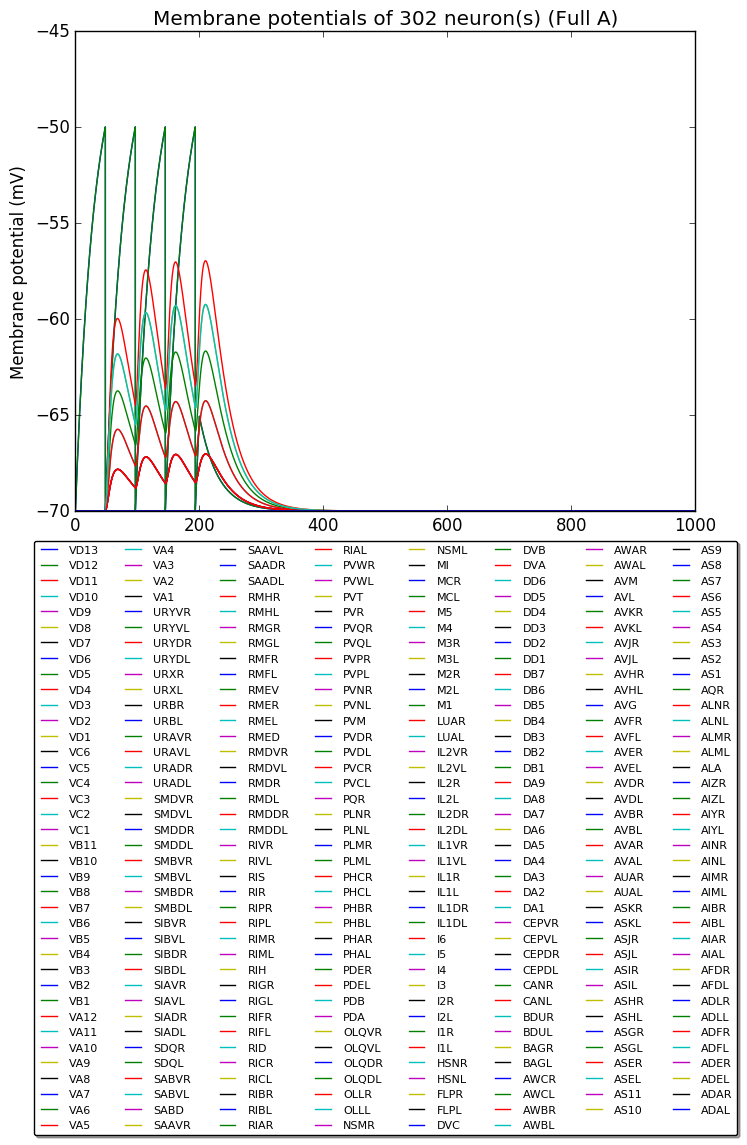 Membrane potentials of 302 neuron(s) (Full A)
Membrane potential (mV)
−45
−50
−55
−60
−65
−70
0
200
400
600
800
1000
VD13
VD12
VD11
VD10
VD9
VD8
VD7
VD6
VD5
VD4
VD3
VD2
VD1
VC6
VC5
VC4
VC3
VC2
VC1
VB11
VB10
VB9
VB8
VB7
VB6
VB5
VB4
VB3
VB2
VB1
VA12
VA11
VA10
VA9
VA8
VA7
VA6
VA5
VA4
VA3
VA2
VA1
URYVR
URYVL
URYDR
URYDL
URXR
URXL
URBR
URBL
URAVR
URAVL
URADR
URADL
SMDVR
SMDVL
SMDDR
SMDDL
SMBVR
SMBVL
SMBDR
SMBDL
SIBVR
SIBVL
SIBDR
SIBDL
SIAVR
SIAVL
SIADR
SIADL
SDQR
SDQL
SABVR
SABVL
SABD
SAAVR
SAAVL
SAADR
SAADL
RMHR
RMHL
RMGR
RMGL
RMFR
RMFL
RMEV
RMER
RMEL
RMED
RMDVR
RMDVL
RMDR
RMDL
RMDDR
RMDDL
RIVR
RIVL
RIS
RIR
RIPR
RIPL
RIMR
RIML
RIH
RIGR
RIGL
RIFR
RIFL
RID
RICR
RICL
RIBR
RIBL
RIAR
RIAL
PVWR
PVWL
PVT
PVR
PVQR
PVQL
PVPR
PVPL
PVNR
PVNL
PVM
PVDR
PVDL
PVCR
PVCL
PQR
PLNR
PLNL
PLMR
PLML
PHCR
PHCL
PHBR
PHBL
PHAR
PHAL
PDER
PDEL
PDB
PDA
OLQVR
OLQVL
OLQDR
OLQDL
OLLR
OLLL
NSMR
NSML
MI
MCR
MCL
M5
M4
M3R
M3L
M2R
M2L
M1
LUAR
LUAL
IL2VR
IL2VL
IL2R
IL2L
IL2DR
IL2DL
IL1VR
IL1VL
IL1R
IL1L
IL1DR
IL1DL
I6
I5
I4
I3
I2R
I2L
I1R
I1L
HSNR
HSNL
FLPR
FLPL
DVC
DVB
DVA
DD6
DD5
DD4
DD3
DD2
DD1
DB7
DB6
DB5
DB4
DB3
DB2
DB1
DA9
DA8
DA7
DA6
DA5
DA4
DA3
DA2
DA1
CEPVR
CEPVL
CEPDR
CEPDL
CANR
CANL
BDUR
BDUL
BAGR
BAGL
AWCR
AWCL
AWBR
AWBL
AWAR
AWAL
AVM
AVL
AVKR
AVKL
AVJR
AVJL
AVHR
AVHL
AVG
AVFR
AVFL
AVER
AVEL
AVDR
AVDL
AVBR
AVBL
AVAR
AVAL
AUAR
AUAL
ASKR
ASKL
ASJR
ASJL
ASIR
ASIL
ASHR
ASHL
ASGR
ASGL
ASER
ASEL
AS11
AS10
AS9
AS8
AS7
AS6
AS5
AS4
AS3
AS2
AS1
AQR
ALNR
ALNL
ALMR
ALML
ALA
AIZR
AIZL
AIYR
AIYL
AINR
AINL
AIMR
AIML
AIBR
AIBL
AIAR
AIAL
AFDR
AFDL
ADLR
ADLL
ADFR
ADFL
ADER
ADEL
ADAR
ADAL